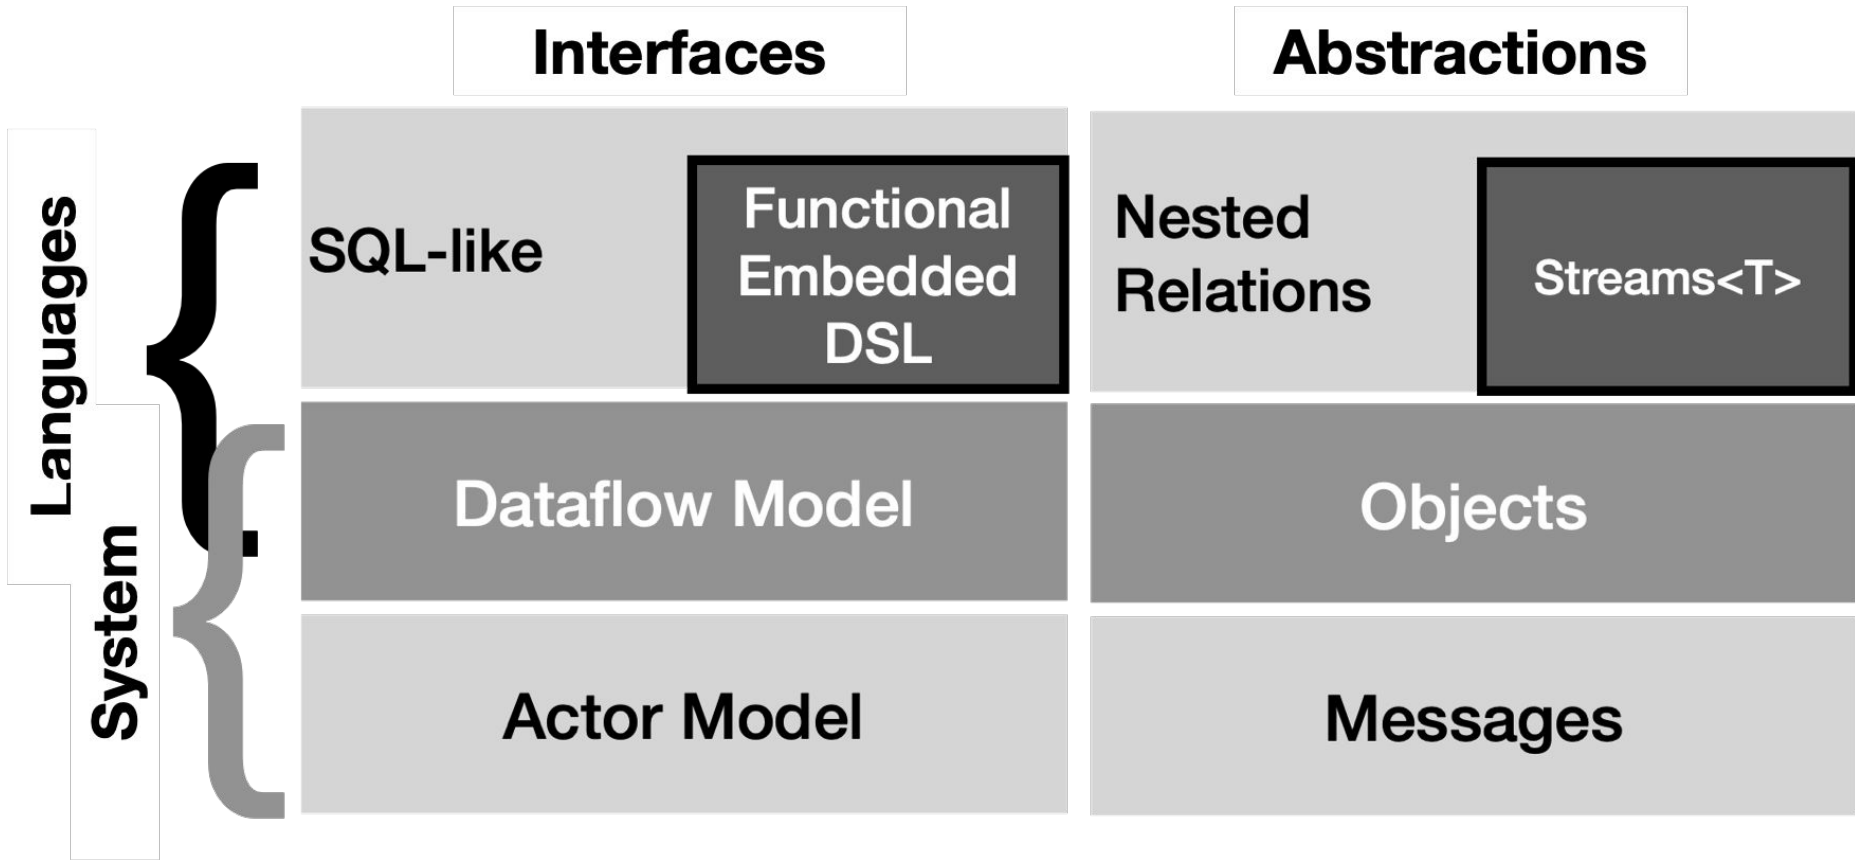 Interfaces
Abstractions
Languages
SQL-like
Functional
Embedded
DSL
Nested
Relations
Streams<T>
System
Dataflow Model
Objects
Actor Model
Messages